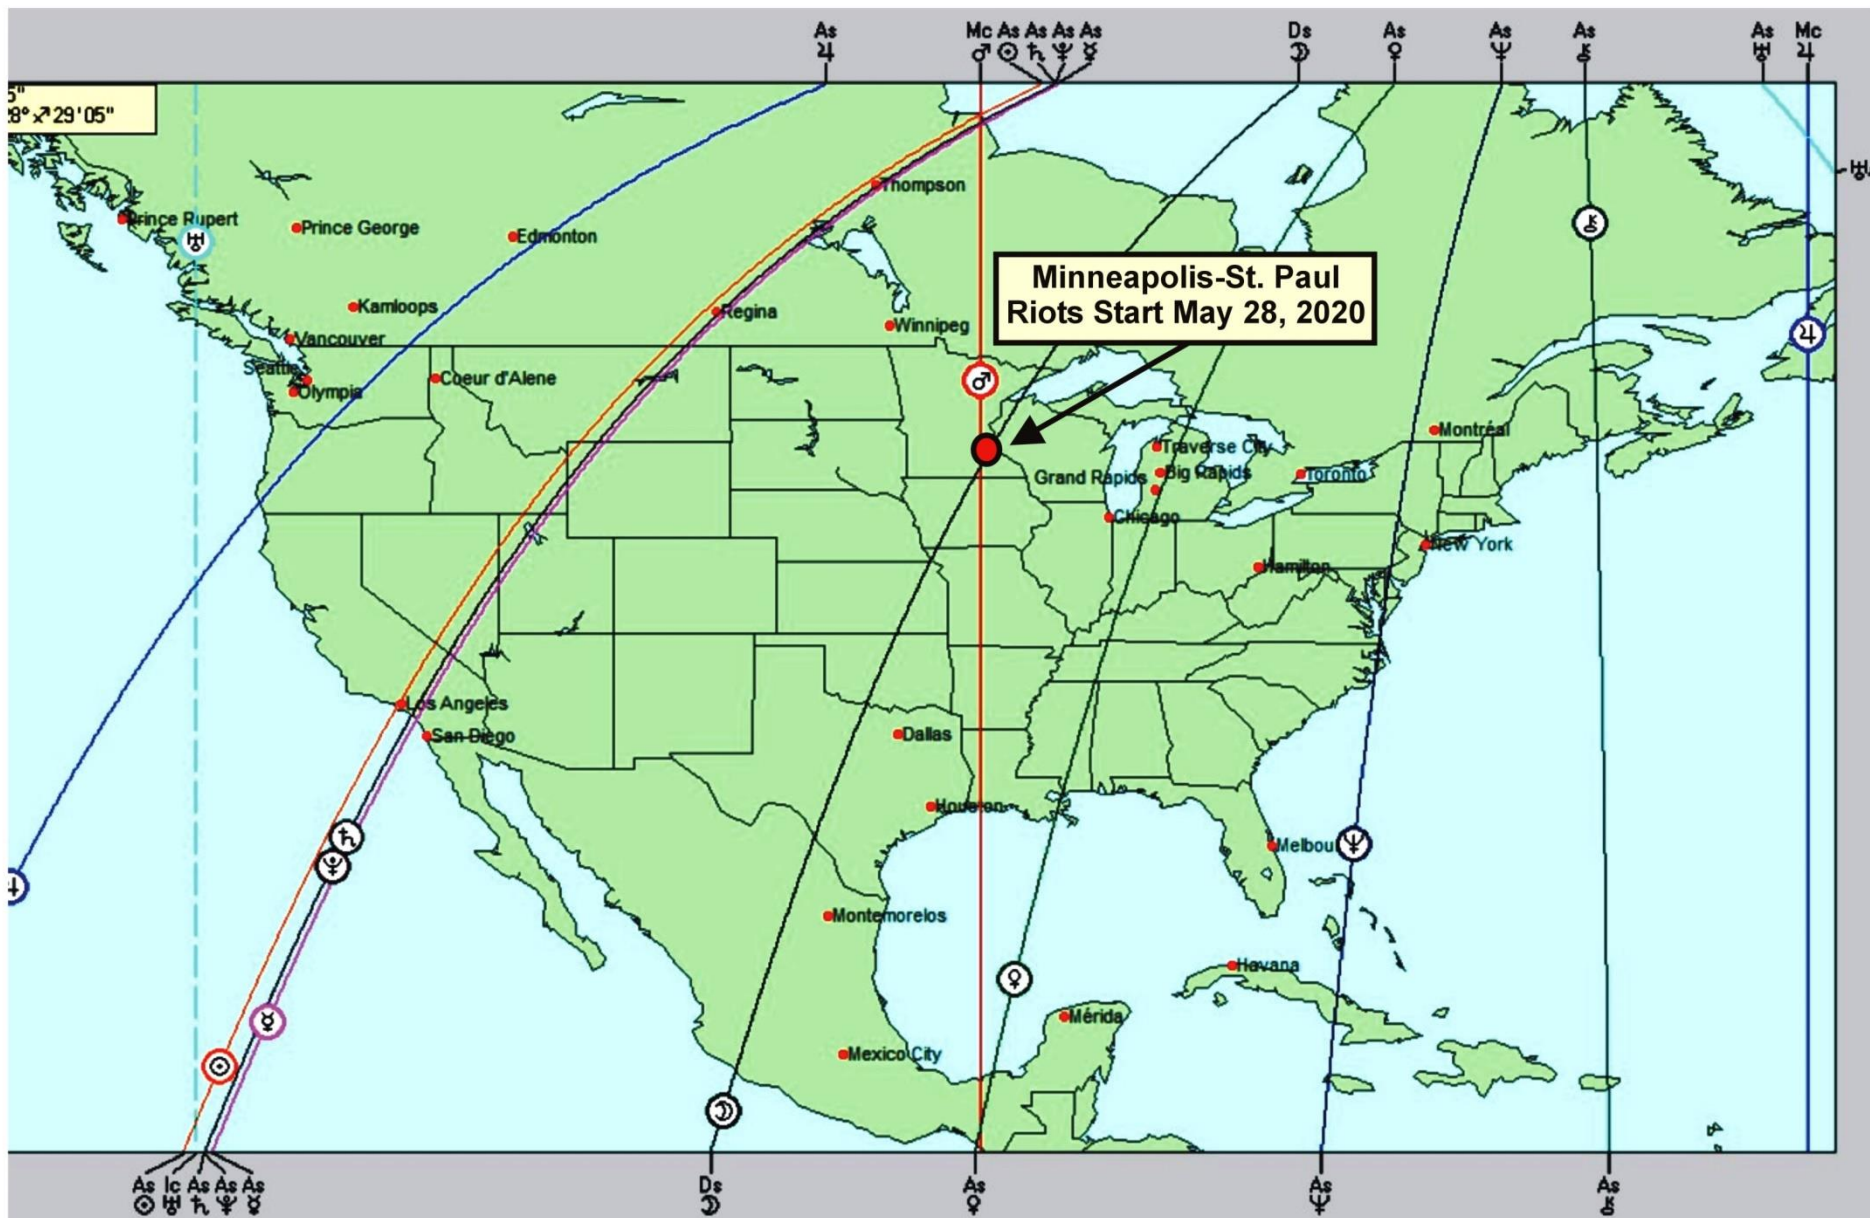 As As Mc As As As As Ds As As As As Mc
♃ ♂ ☉ ♄ ♆ ☿ ☽ ♀ ♆ ⚷ ♅ ♃
28°♐29'05"
♅
Thompson
Prince Rupert
Prince George
Edmonton
♅
⚷
Minneapolis-St. Paul
Riots Start May 28, 2020
Kamloops
Regina
Winnipeg
Vancouver
♃
Seattle
Olympia
Coeur d'Alene
♂
Montréal
Traverse City
Grand Rapids
Big Rapids
Toronto
Chicago
New York
Hamilton
Los Angeles
San Diego
Dallas
Houston
♄
Melbou
♆
♇
♃
Montemorelos
Havana
♀
☿
Mérida
Mexico City
☉
☽
As Ic As As As Ds As As As
☉ ♅ ♄ ♇ ☿ ☽ ♀ ♆ ⚷